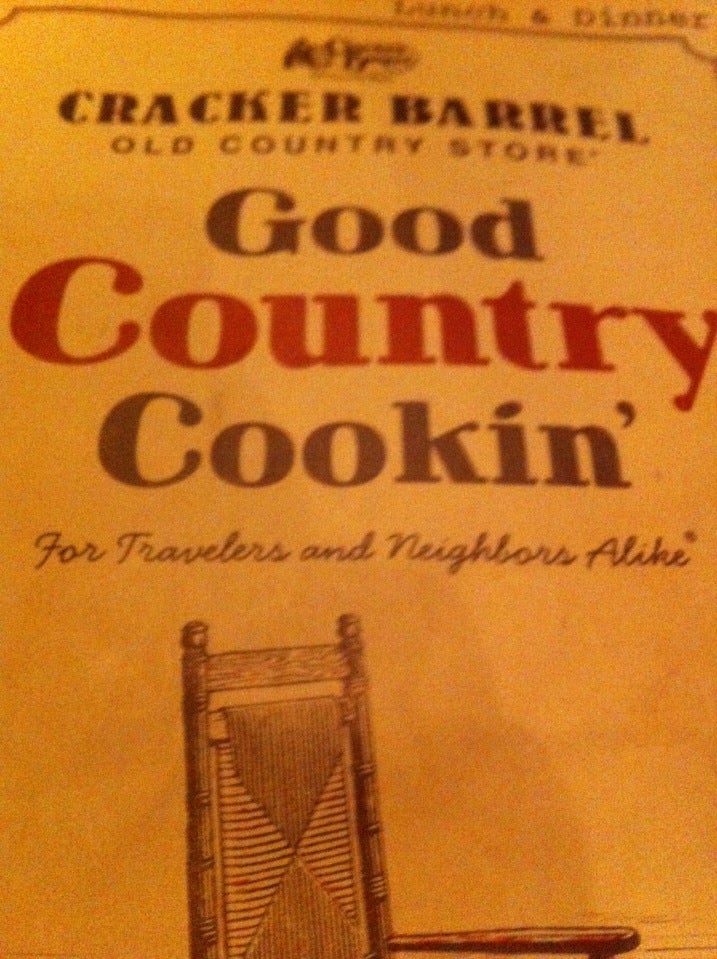 Lunch & Dinner
CRACKER BARREL
OLD COUNTRY STORE®
Good
Country
Cookin'
For Travelers and Neighbors Alike®